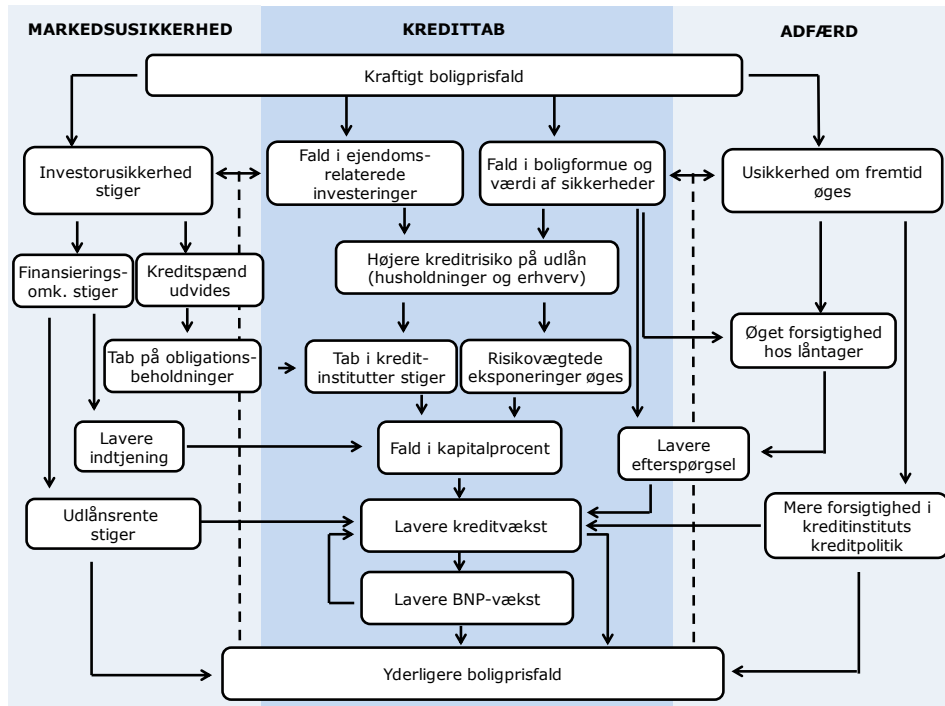 MARKEDSUSIKKERHED
KREDITTAB
ADFÆRD
Kraftigt boligprisfald
Investorusikkerhed
stiger
Fald i ejendoms-
relaterede
investeringer
Fald i boligformue og
værdi af sikkerheder
Usikkerhed om fremtid
øges
Finansierings-
omk. stiger
Kreditspænd
udvides
Højere kreditrisiko på udlån
(husholdninger og erhverv)
Tab på obligations-
beholdninger
Tab i kredit-
institutter stiger
Risikovægtede
eksponeringer øges
Øget forsigtighed
hos låntager
Lavere
indtjening
Fald i kapitalprocent
Lavere
efterspørgsel
Udlånsrente
stiger
Lavere kreditvækst
Mere forsigtighed i
kreditinstituts
kreditpolitik
Lavere BNP-vækst
Yderligere boligprisfald